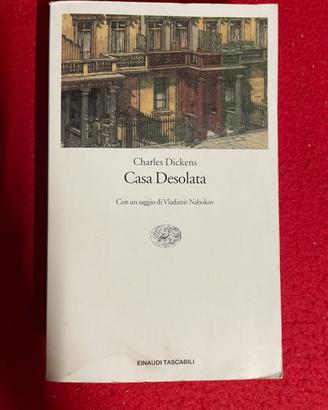 Charles Dickens
Casa Desolata
Con un saggio di Vladimir Nabokov
EINAUDI TASCABILI